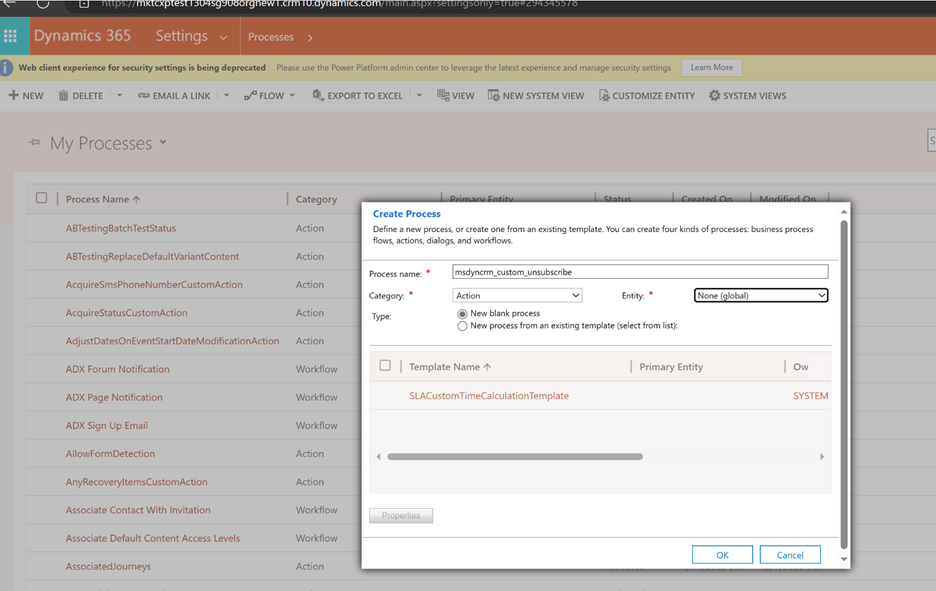 https://mktcxptest1304sg908orgnew1.crm10.dynamics.com/main.aspx?settingsonly=true#294345578
Dynamics 365 Settings Processes
Web client experience for security settings is being deprecated Please use the Power Platform admin center to leverage the latest experience and manage security settings Learn More
NEW DELETE EMAIL A LINK FLOW EXPORT TO EXCEL VIEW NEW SYSTEM VIEW CUSTOMIZE ENTITY SYSTEM VIEWS
My Processes
Process Name Category Primary Entity Status Created On Modified On
ABTestingBatchTestStatus Action
ABTestingReplaceDefaultVariantContent Action
AcquireSmsPhoneNumberCustomAction Action
AcquireStatusCustomAction Action
AdjustDatesOnEventStartDateModificationAction Action
ADX Forum Notification Workflow
ADX Page Notification Workflow
ADX Sign Up Email Workflow
AllowFormDetection Action
AnyRecoveryItemsCustomAction Action
Associate Contact With Invitation Workflow
Associate Default Content Access Levels Workflow
AssociatedJourneys Action
Create Process
Define a new process, or create one from an existing template. You can create four kinds of processes: business process
flows, actions, dialogs, and workflows.
Process name: * msdyncrm_custom_unsubscribe
Category: * Action Entity: * None (global)
Type: New blank process
New process from an existing template (select from list):
Template Name Primary Entity Ow
SLACustomTimeCalculationTemplate SYSTEM
Properties
OK Cancel